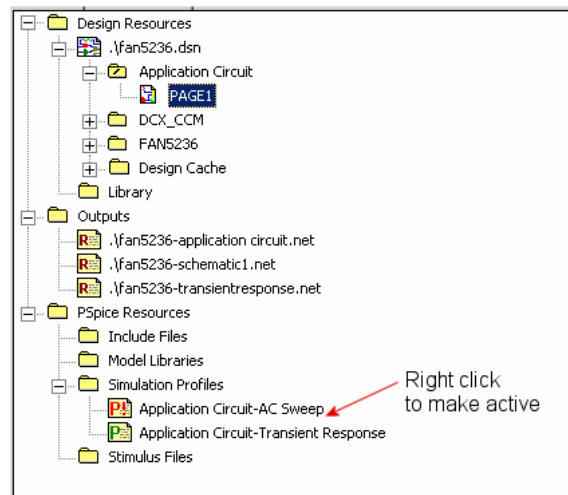 Design Resources
.\fan5236.dsn
Application Circuit
PAGE1
DCX_CCM
FAN5236
Design Cache
Library
Outputs
.\fan5236-application circuit.net
.\fan5236-schematic1.net
.\fan5236-transientresponse.net
PSpice Resources
Include Files
Model Libraries
Simulation Profiles
Application Circuit-AC Sweep
Application Circuit-Transient Response
Stimulus Files
Right click
to make active